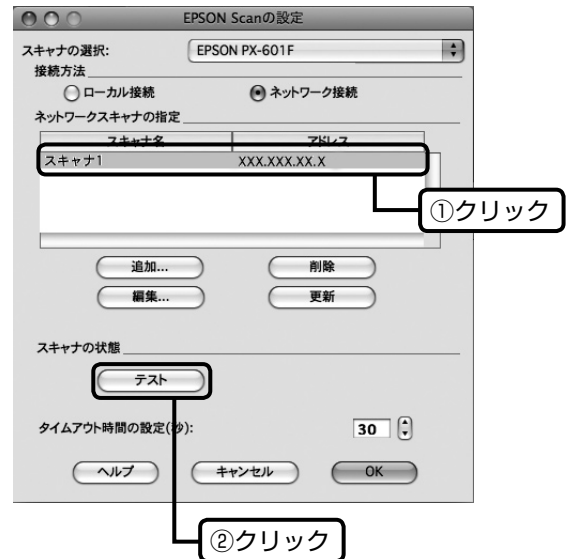 EPSON Scanの設定
スキャナの選択: EPSON PX-601F
接続方法
ローカル接続 ネットワーク接続
ネットワークスキャナの指定
スキャナ名 アドレス
スキャナ1 XXX.XXX.XX.X
①クリック
追加... 削除
編集... 更新
スキャナの状態
テスト
タイムアウト時間の設定(秒): 30
ヘルプ キャンセル OK
②クリック